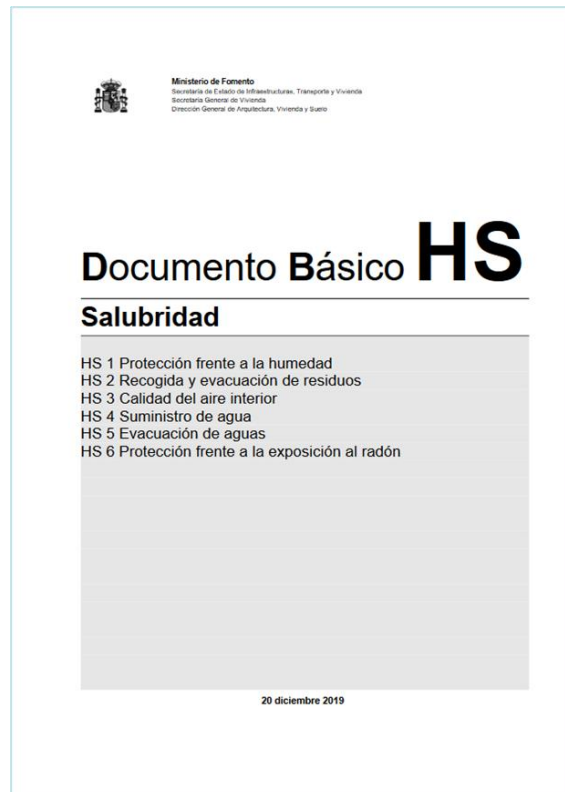 Ministerio de Fomento
Secretaría de Estado de Infraestructuras, Transporte y Vivienda
Secretaría General de Vivienda
Dirección General de Arquitectura, Vivienda y Suelo
Documento Básico HS
Salubridad
HS 1 Protección frente a la humedad
HS 2 Recogida y evacuación de residuos
HS 3 Calidad del aire interior
HS 4 Suministro de agua
HS 5 Evacuación de aguas
HS 6 Protección frente a la exposición al radón
20 diciembre 2019